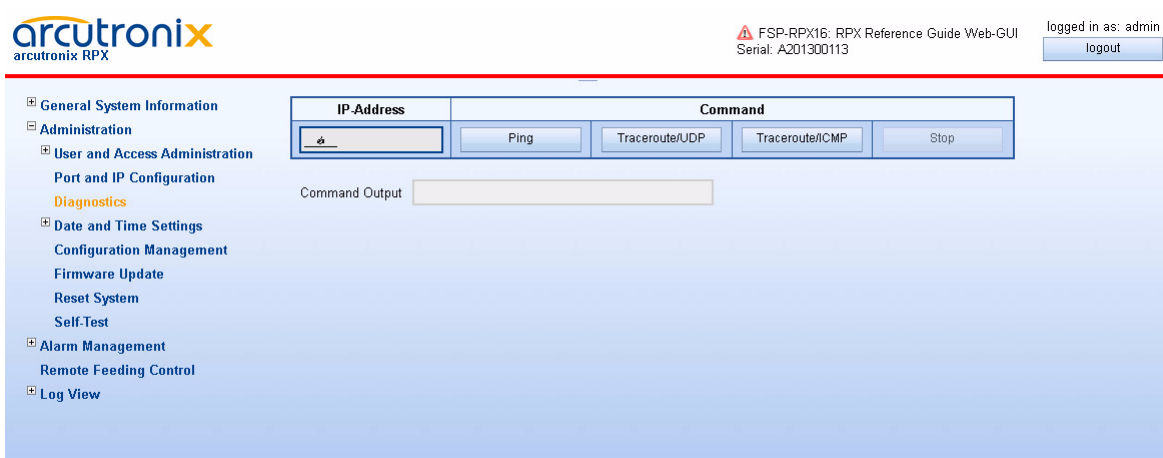 arcutronix
arcutronix RPX
FSP-RPX16: RPX Reference Guide Web-GUI
Serial: A201300113
logged in as: admin
logout
General System Information
Administration
User and Access Administration
Port and IP Configuration
Diagnostics
Date and Time Settings
Configuration Management
Firmware Update
Reset System
Self-Test
Alarm Management
Remote Feeding Control
Log View
IP-Address Command
Ping Traceroute/UDP Traceroute/ICMP Stop
Command Output